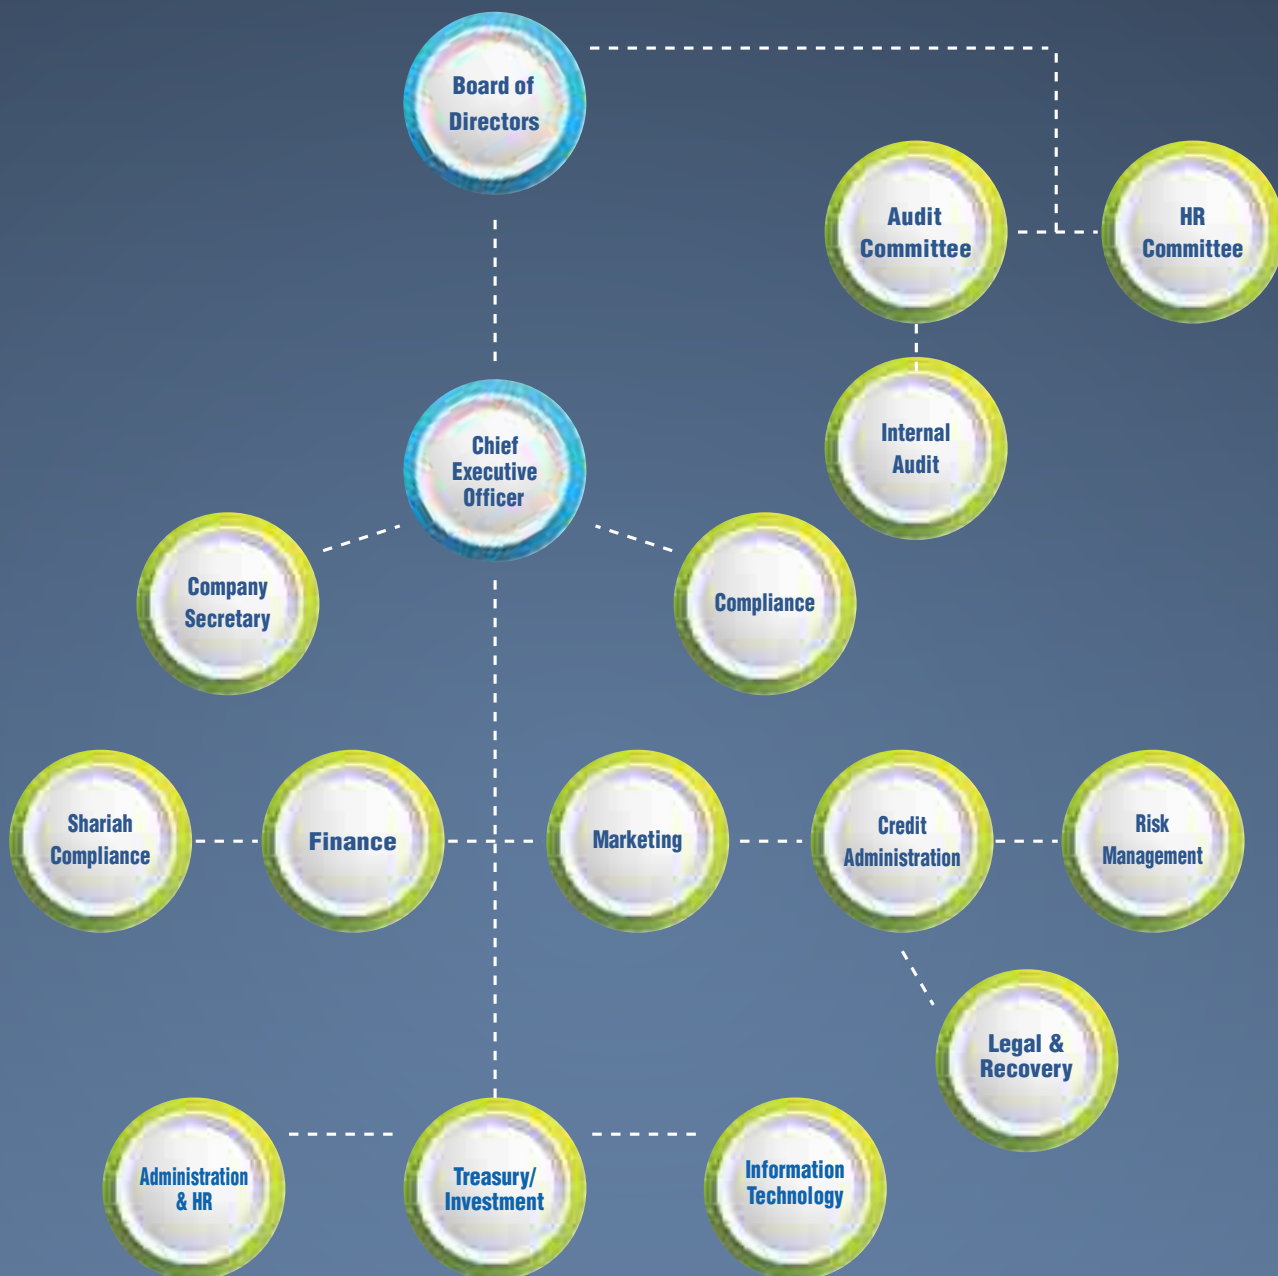 Board of
Directors
Audit
Committee
HR
Committee
Internal
Audit
Chief
Executive
Officer
Company
Secretary
Compliance
Shariah
Compliance
Finance
Marketing
Credit
Administration
Risk
Management
Legal &
Recovery
Administration
& HR
Treasury/
Investment
Information
Technology